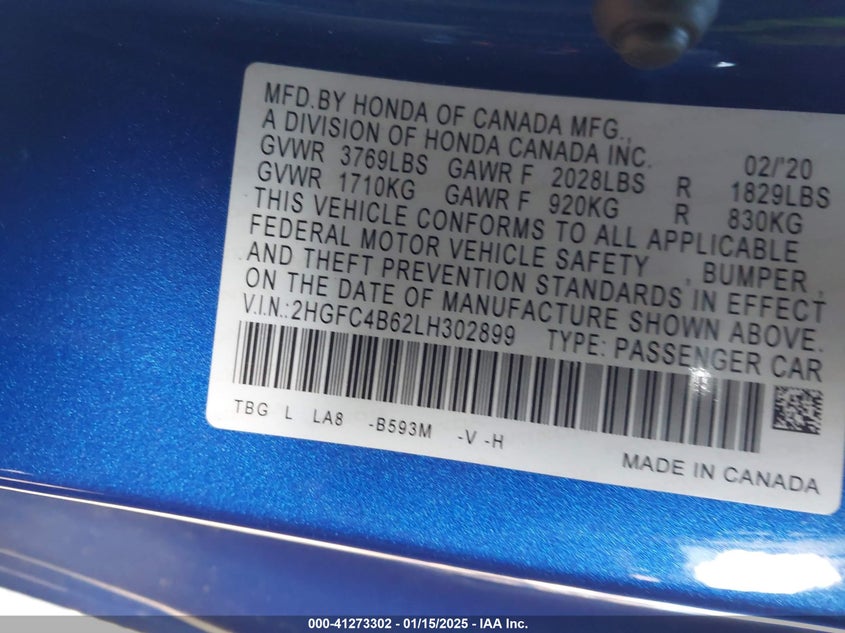 MFD.BY HONDA OF CANADA MFG.,
A DIVISION OF HONDA CANADA INC. 02/'20
GVWR 3769LBS GAWR F 2028LBS R 1829LBS
GVWR 1710KG GAWR F 920KG R 830KG
THIS VEHICLE CONFORMS TO ALL APPLICABLE
FEDERAL MOTOR VEHICLE SAFETY , BUMPER ,
AND THEFT PREVENTION STANDARDS IN EFFECT
ON THE DATE OF MANUFACTURE SHOWN ABOVE.
V.I.N.:2HGFC4B62LH302899 TYPE: PASSENGER CAR
TBG L LA8 -B593M -V -H
MADE IN CANADA
000-41273302 - 01/15/2025 - IAA Inc.